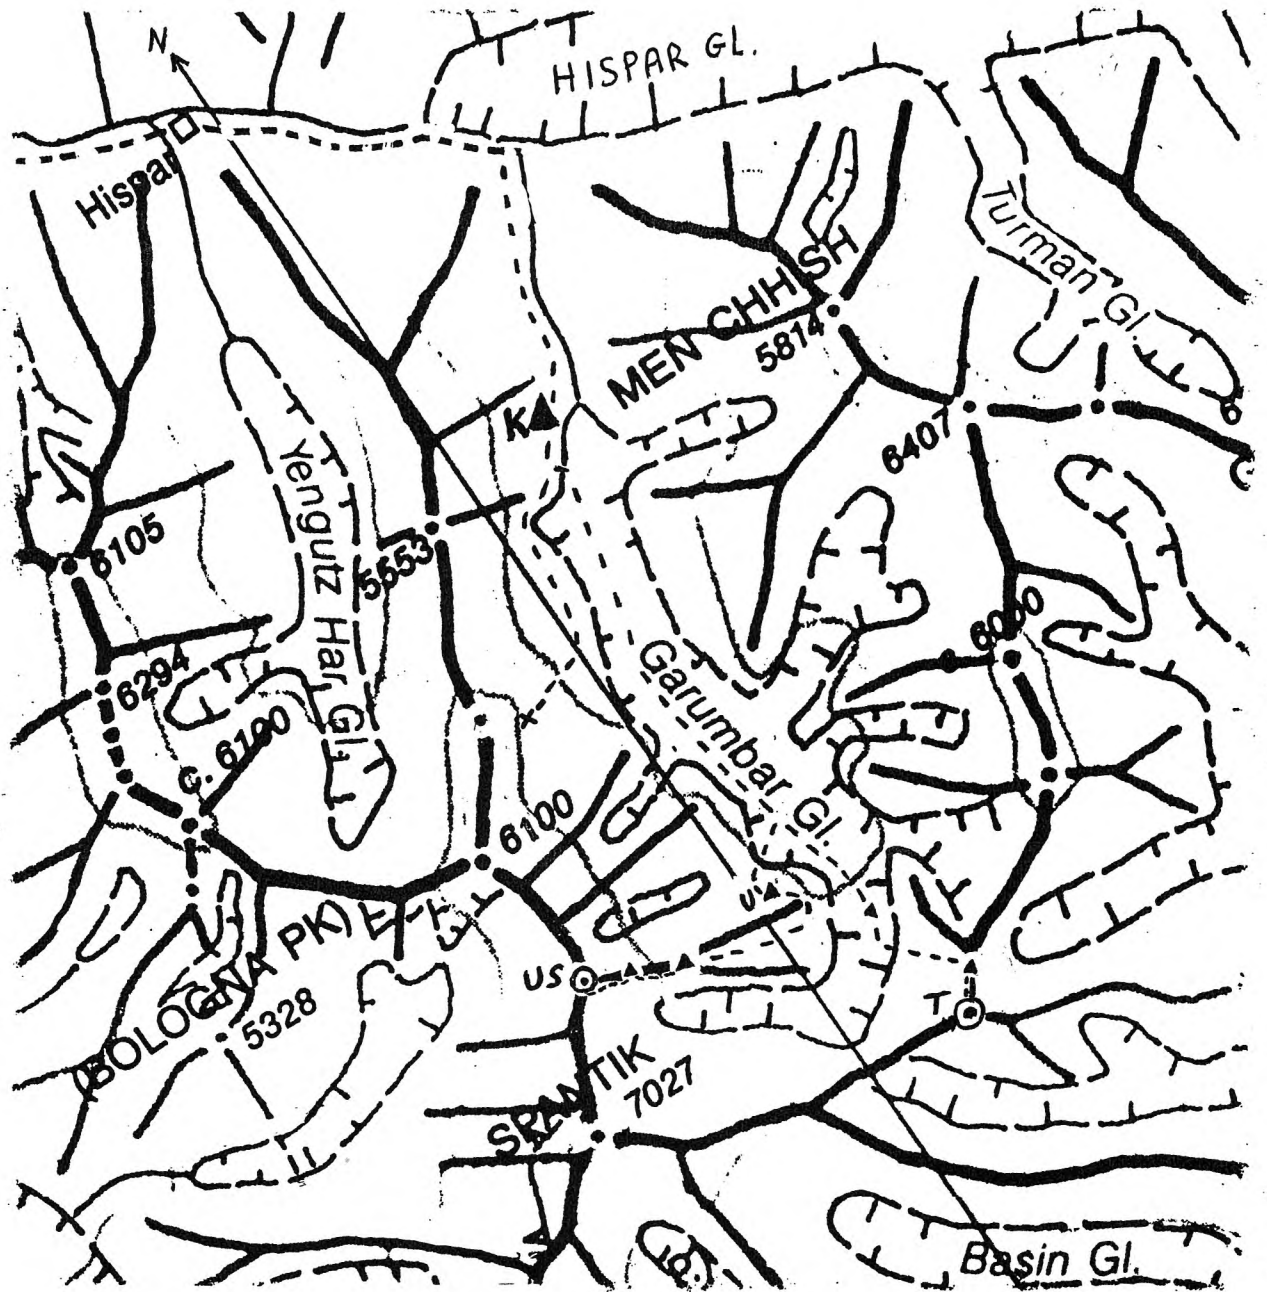 N
HISPAR GL.
Hispar
Turman Gl.
MEN CHHISH
5814
K
6407
Yengutz Har Gl.
6105
5553
6000
Garumbar Gl.
6294
C. 6100
6100
U
(BOLOGNA PK)
US
5328
T
SPANTIK
7027
Basin Gl.